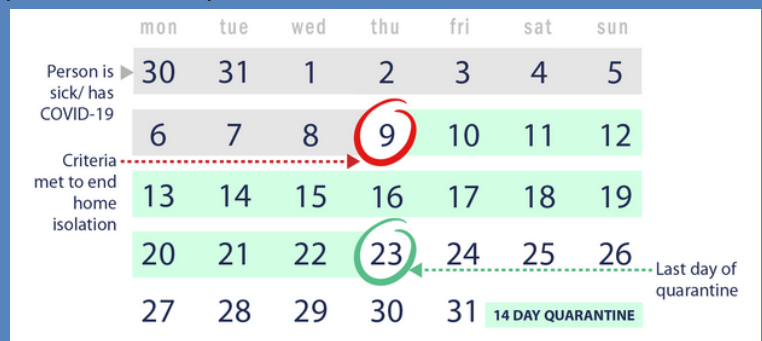 mon tue wed thu fri sat sun
Person is
sick/ has
COVID-19
30 31 1 2 3 4 5
6 7 8 9 10 11 12
Criteria
met to end
home
isolation
13 14 15 16 17 18 19
20 21 22 23 24 25 26
Last day of
quarantine
27 28 29 30 31 14 DAY QUARANTINE